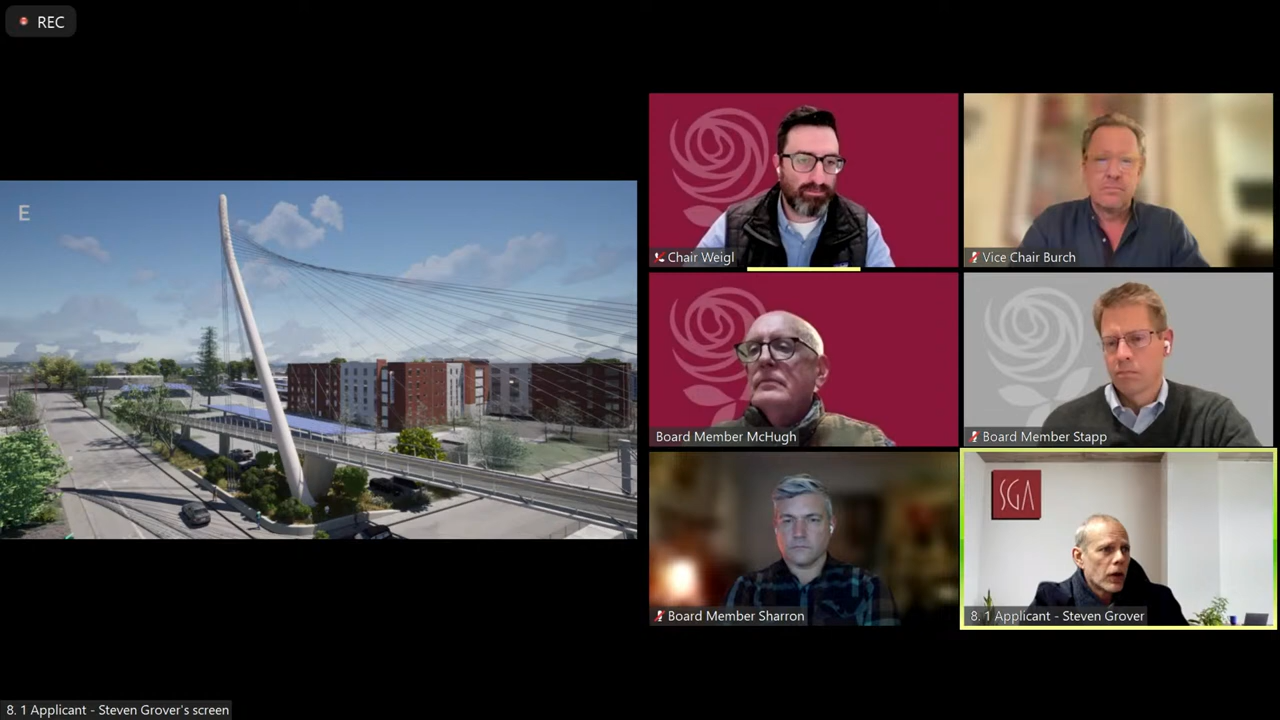 REC
E
Chair Weigl
Vice Chair Burch
Board Member McHugh
Board Member Stapp
SGA
Board Member Sharron
8. 1 Applicant - Steven Grover
8. 1 Applicant - Steven Grover's screen